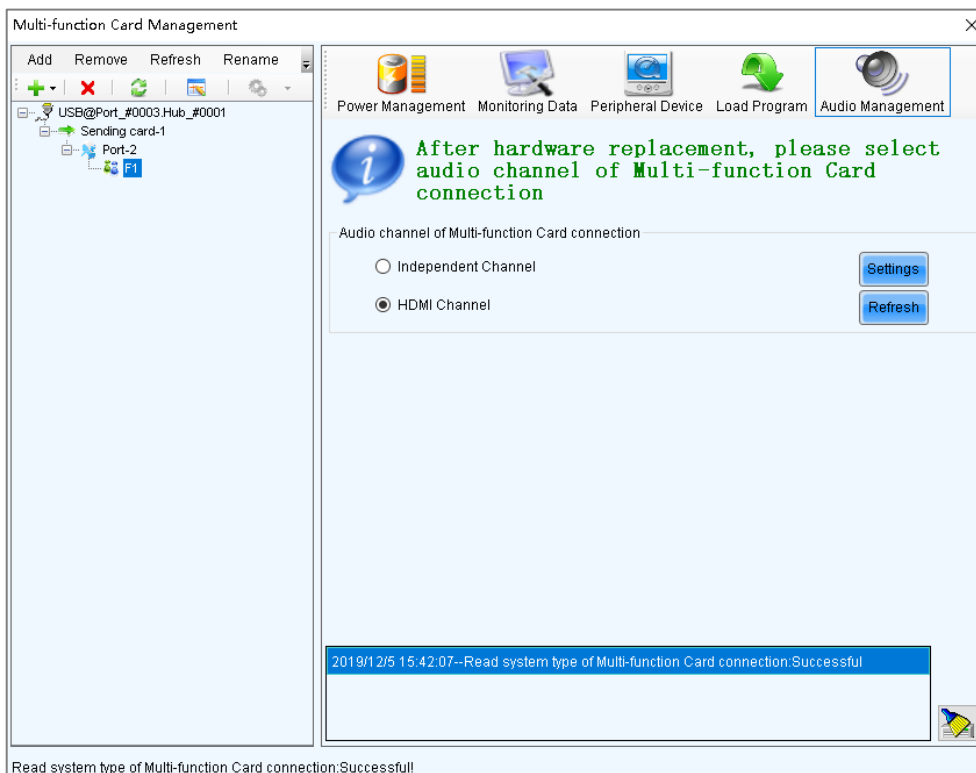 Multi-function Card Management
Add Remove Refresh Rename
USB@Port_#0003.Hub_#0001
Sending card-1
Port-2
F1
Power Management Monitoring Data Peripheral Device Load Program Audio Management
After hardware replacement, please select
audio channel of Multi-function Card
connection
Audio channel of Multi-function Card connection
Independent Channel
Settings
HDMI Channel
Refresh
2019/12/5 15:42:07--Read system type of Multi-function Card connection:Successful
Read system type of Multi-function Card connection:Successful!